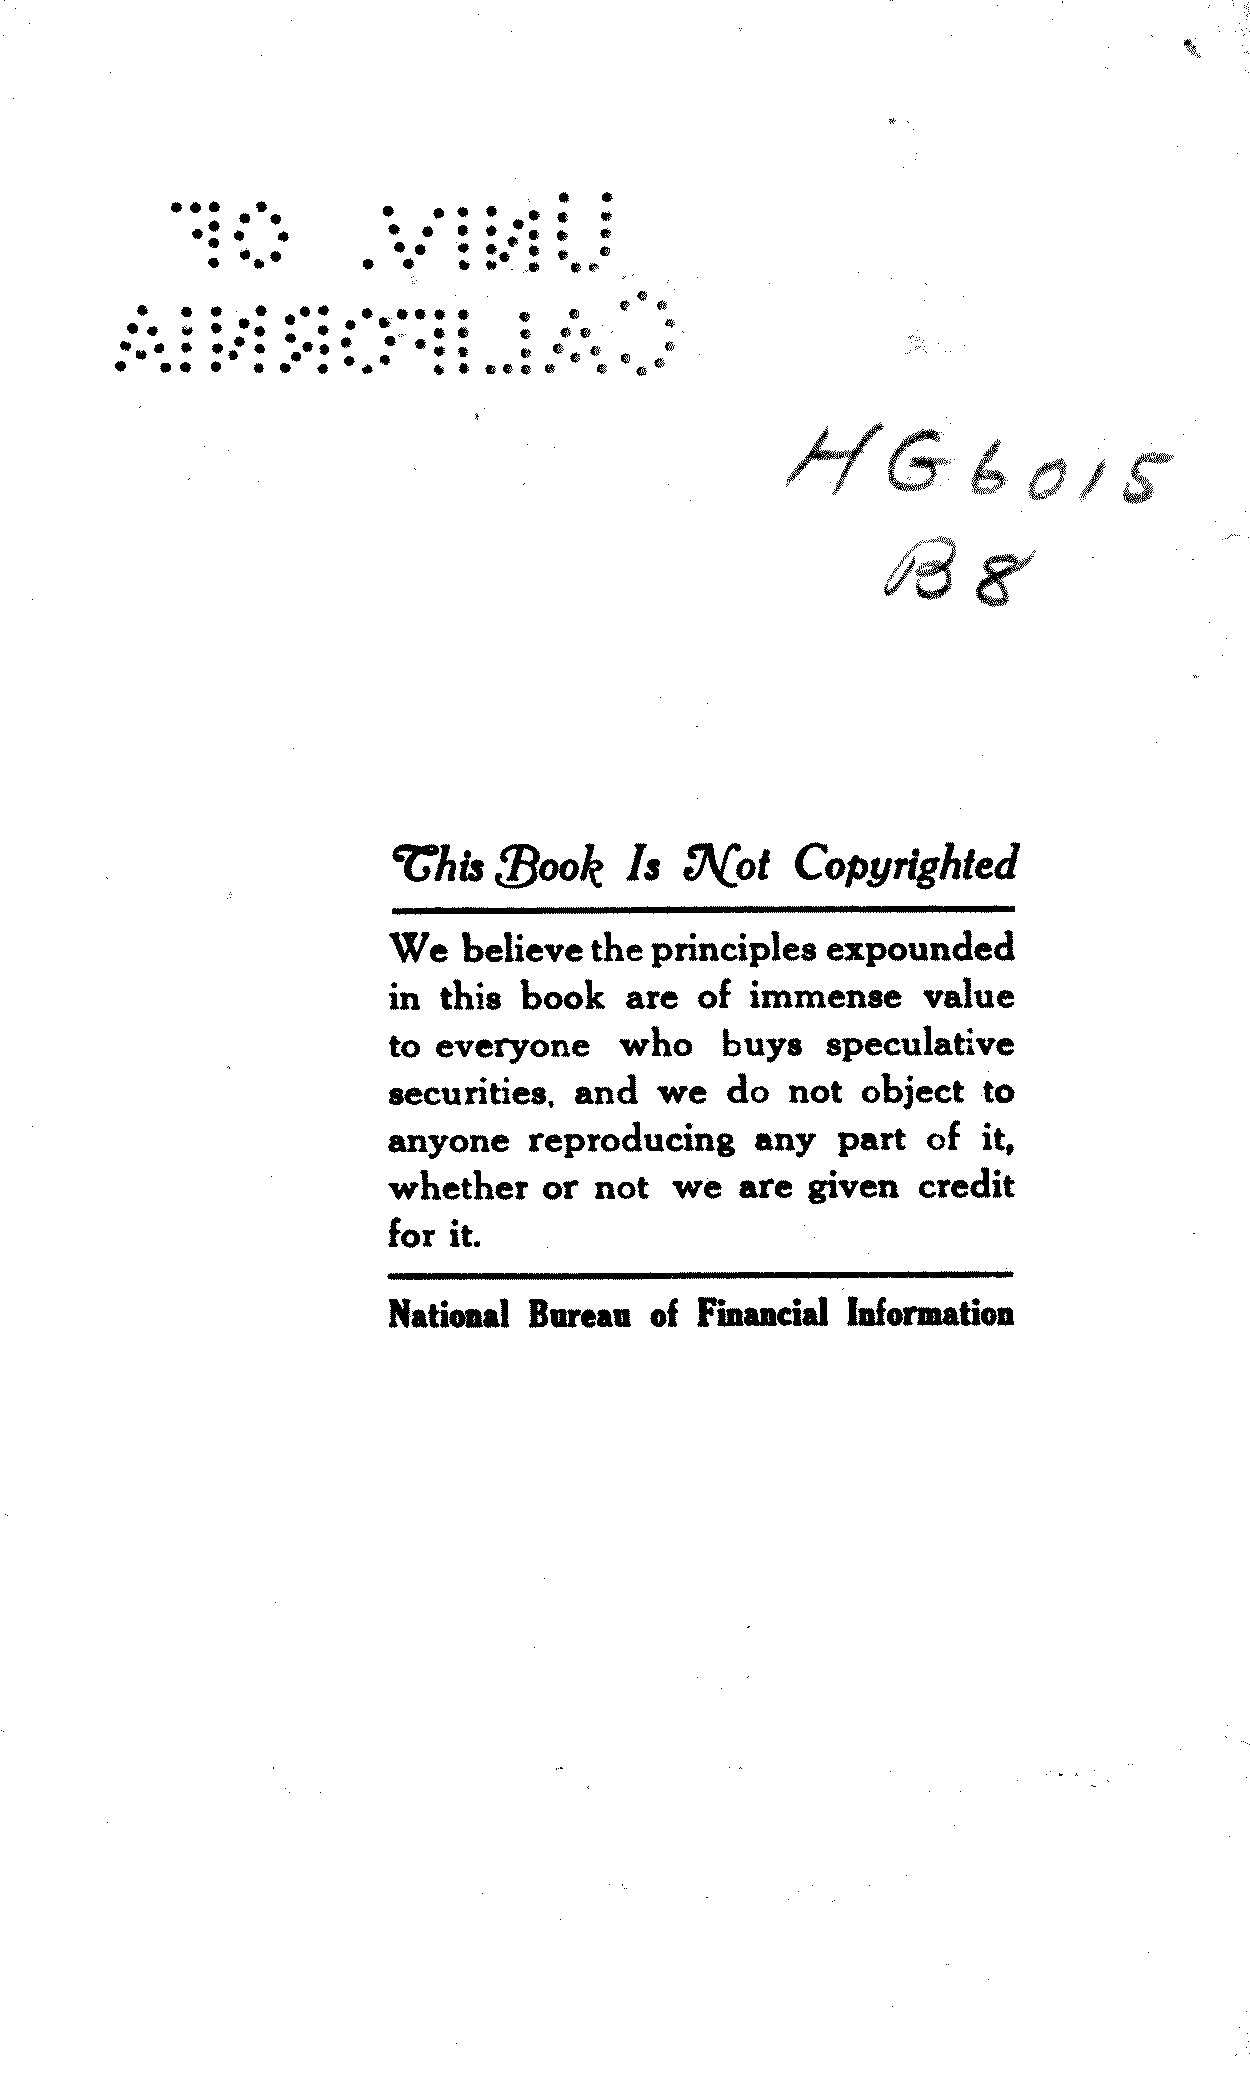 UNIV. OF
CALIFORNIA
HG6015
B8
This Book Is Not Copyrighted
We believe the principles expounded
in this book are of immense value
to everyone who buys speculative
securities, and we do not object to
anyone reproducing any part of it,
whether or not we are given credit
for it.
National Bureau of Financial Information